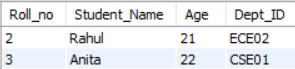 Roll_no Student_Name Age Dept_ID
2 Rahul 21 ECE02
3 Anita 22 CSE01